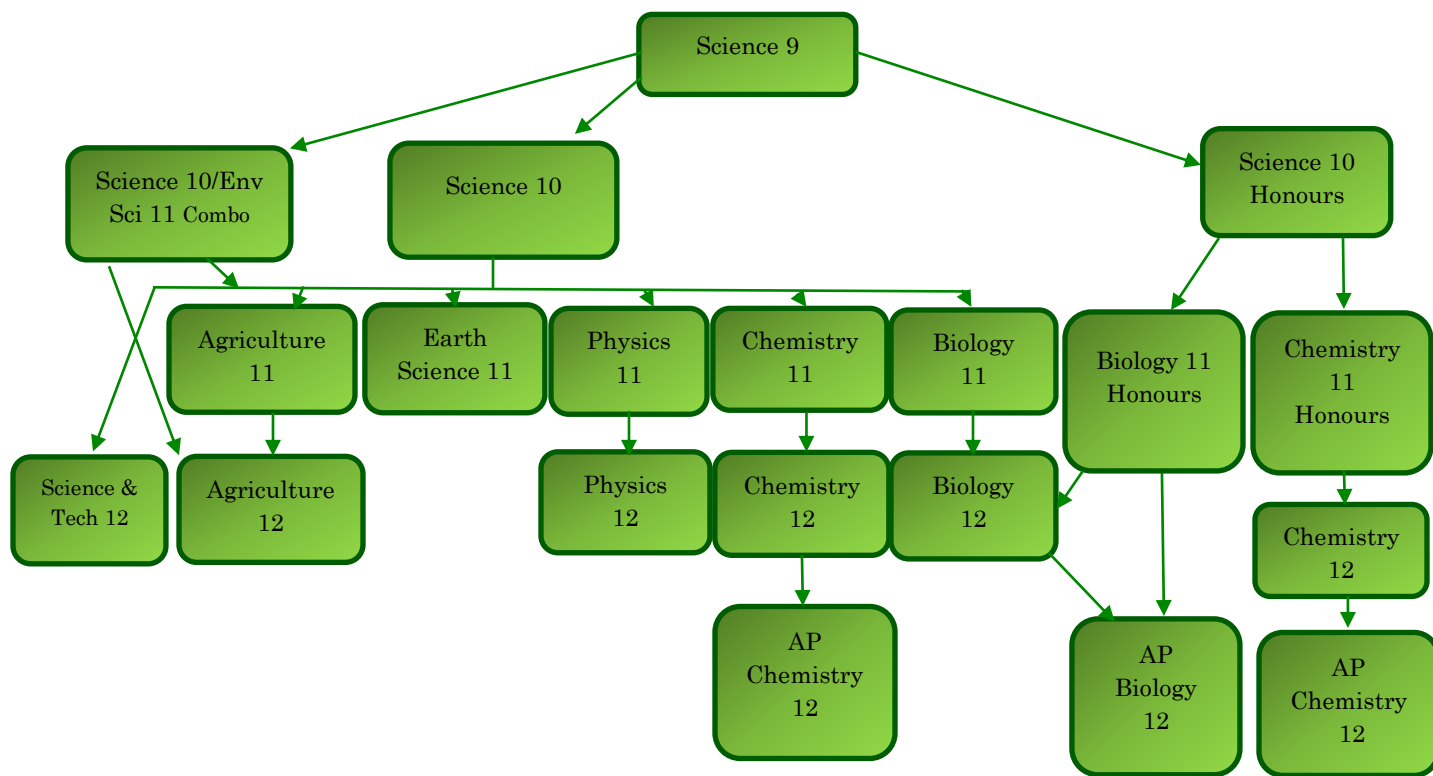 Science 9
Science 10/Env
Sci 11 Combo
Science 10
Science 10
Honours
Agriculture
11
Earth
Science 11
Physics
11
Chemistry
11
Biology
11
Biology 11
Honours
Chemistry
11
Honours
Science &
Tech 12
Agriculture
12
Physics
12
Chemistry
12
Biology
12
Chemistry
12
AP
Chemistry
12
AP
Biology
12
AP
Chemistry
12